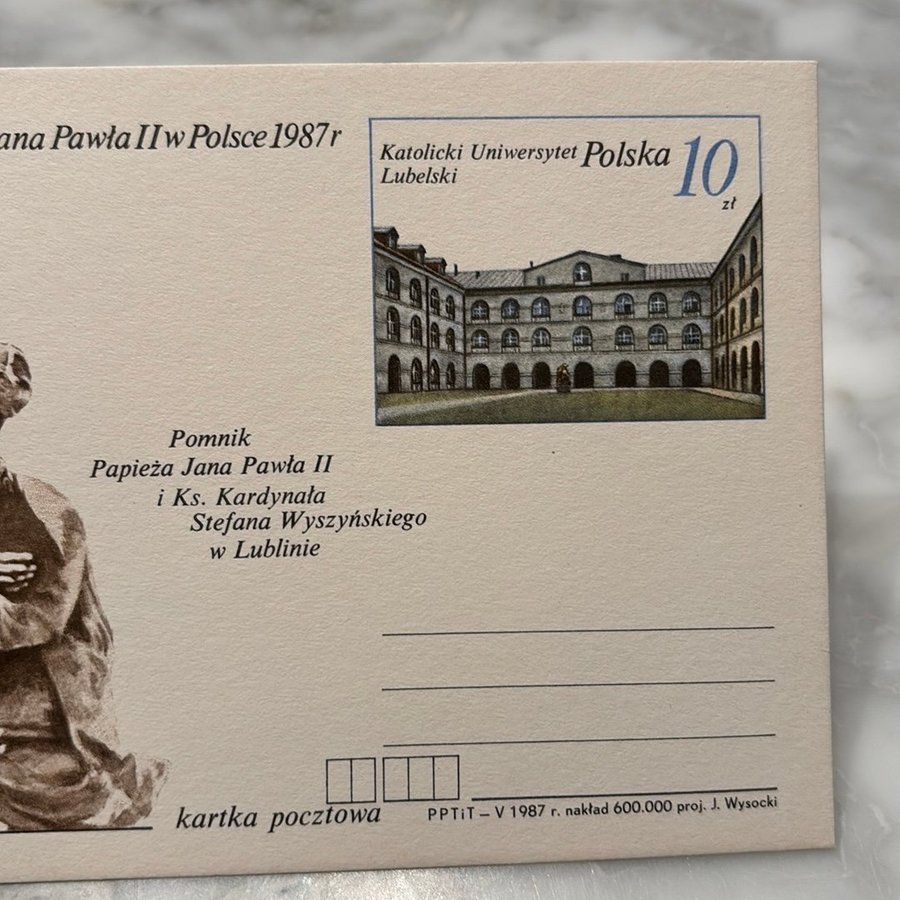 ana Pawła II w Polsce 1987 r
Katolicki Uniwersytet Polska 10
Lubelski
zł
Pomnik
Papieża Jana Pawła II
i Ks. Kardynała
Stefana Wyszyńskiego
w Lublinie
kartka pocztowa
PPTiT – V 1987 r. nakład 600.000 proj. J. Wysocki